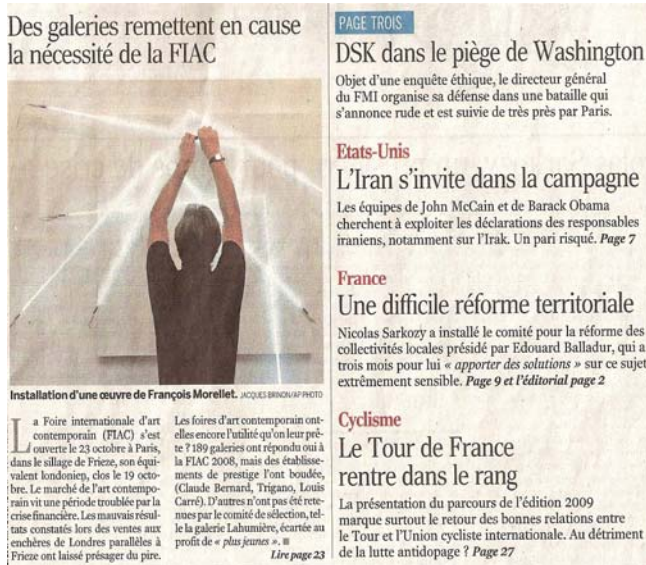 Des galeries remettent en cause
la nécessité de la FIAC
Installation d'une œuvre de François Morellet. JACQUES BRINON/AP PHOTO
La Foire internationale d'art
contemporain (FIAC) s'est
ouverte le 23 octobre à Paris,
dans le sillage de Frieze, son équi-
valent londonien, clos le 19 octo-
bre. Le marché de l'art contempo-
rain vit une période troublée par la
crise financière. Les mauvais résul-
tats constatés lors des ventes aux
enchères de Londres parallèles à
Frieze ont laissé présager du pire.
Les foires d'art contemporain ont-
elles encore l'utilité qu'on leur prê-
te ? 189 galeries ont répondu oui à
la FIAC 2008, mais des établisse-
ments de prestige l'ont boudée,
(Claude Bernard, Trigano, Louis
Carré). D'autres n'ont pas été rete-
nues par le comité de sélection, tel-
le la galerie Lahumière, écartée au
profit de « plus jeunes ». ■
Lire page 23
PAGE TROIS
DSK dans le piège de Washington
Objet d'une enquête éthique, le directeur général
du FMI organise sa défense dans une bataille qui
s'annonce rude et est suivie de très près par Paris.
Etats-Unis
L'Iran s'invite dans la campagne
Les équipes de John McCain et de Barack Obama
cherchent à exploiter les déclarations des responsables
iraniens, notamment sur l'Irak. Un pari risqué. Page 7
France
Une difficile réforme territoriale
Nicolas Sarkozy a installé le comité pour la réforme des
collectivités locales présidé par Edouard Balladur, qui a
trois mois pour lui « apporter des solutions » sur ce sujet
extrêmement sensible. Page 9 et l'éditorial page 2
Cyclisme
Le Tour de France
rentre dans le rang
La présentation du parcours de l'édition 2009
marque surtout le retour des bonnes relations entre
le Tour et l'Union cycliste internationale. Au détriment
de la lutte antidopage ? Page 27